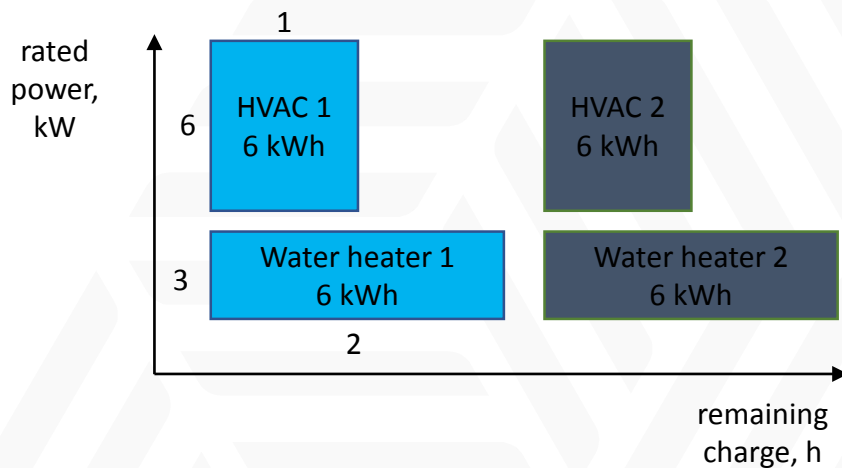 rated
power,
kW
1
6
HVAC 1
6 kWh
HVAC 2
6 kWh
3
Water heater 1
6 kWh
Water heater 2
6 kWh
2
remaining
charge, h